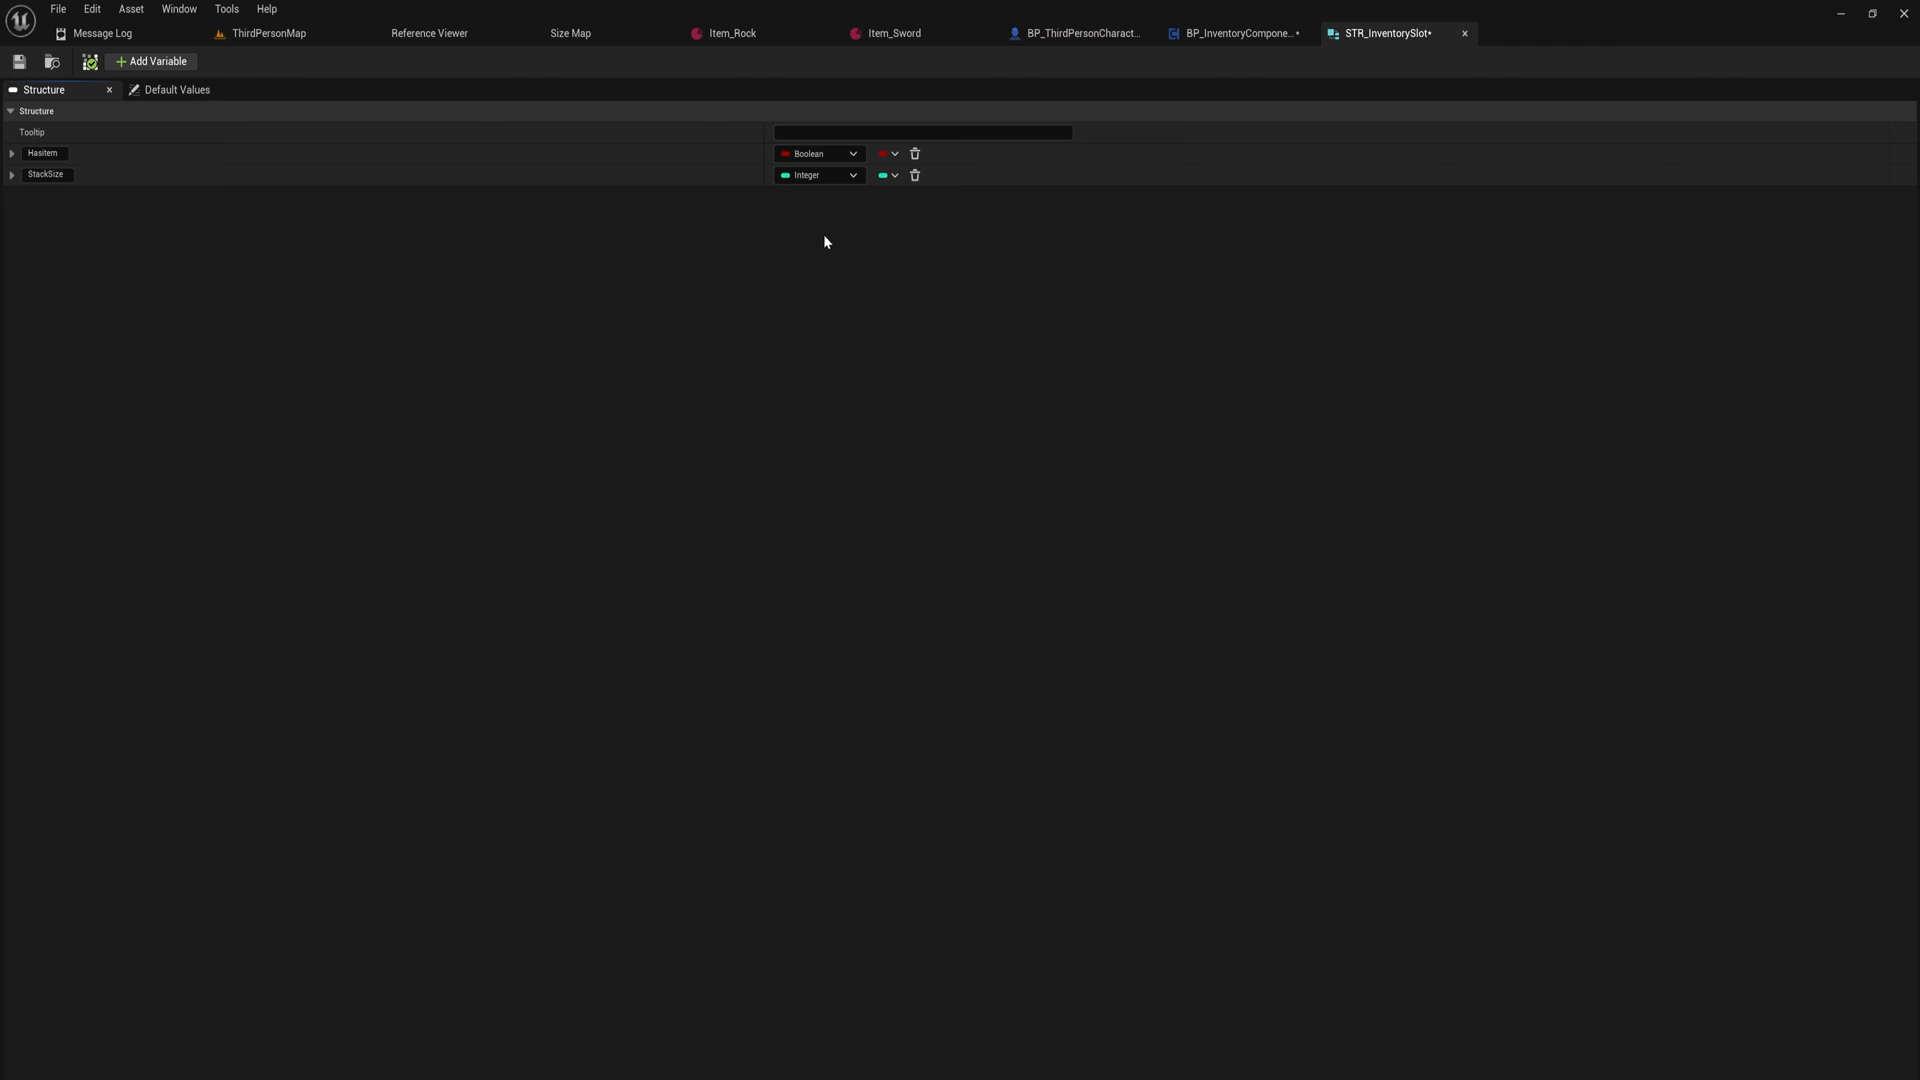 File Edit Asset Window Tools Help
Message Log ThirdPersonMap Reference Viewer Size Map Item_Rock Item_Sword BP_ThirdPersonCharact... BP_InventoryCompone...* STR_InventorySlot*
Add Variable
Structure Default Values
Structure
Tooltip
Hasitem Boolean
StackSize Integer